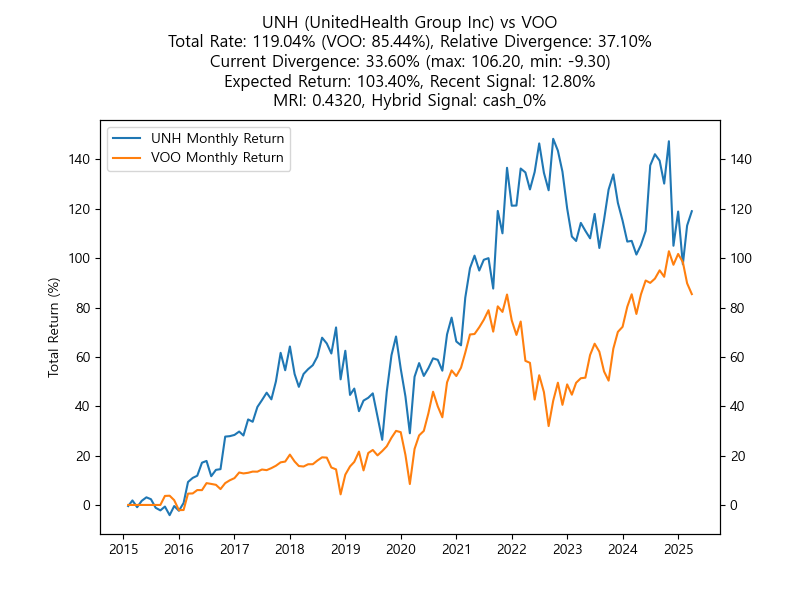 UNH (UnitedHealth Group Inc) vs VOO
Total Rate: 119.04% (VOO: 85.44%), Relative Divergence: 37.10%
Current Divergence: 33.60% (max: 106.20, min: -9.30)
Expected Return: 103.40%, Recent Signal: 12.80%
MRI: 0.4320, Hybrid Signal: cash_0%
UNH Monthly Return
VOO Monthly Return
Total Return (%)
140 140
120 120
100 100
80 80
60 60
40 40
20 20
0 0
2015 2016 2017 2018 2019 2020 2021 2022 2023 2024 2025